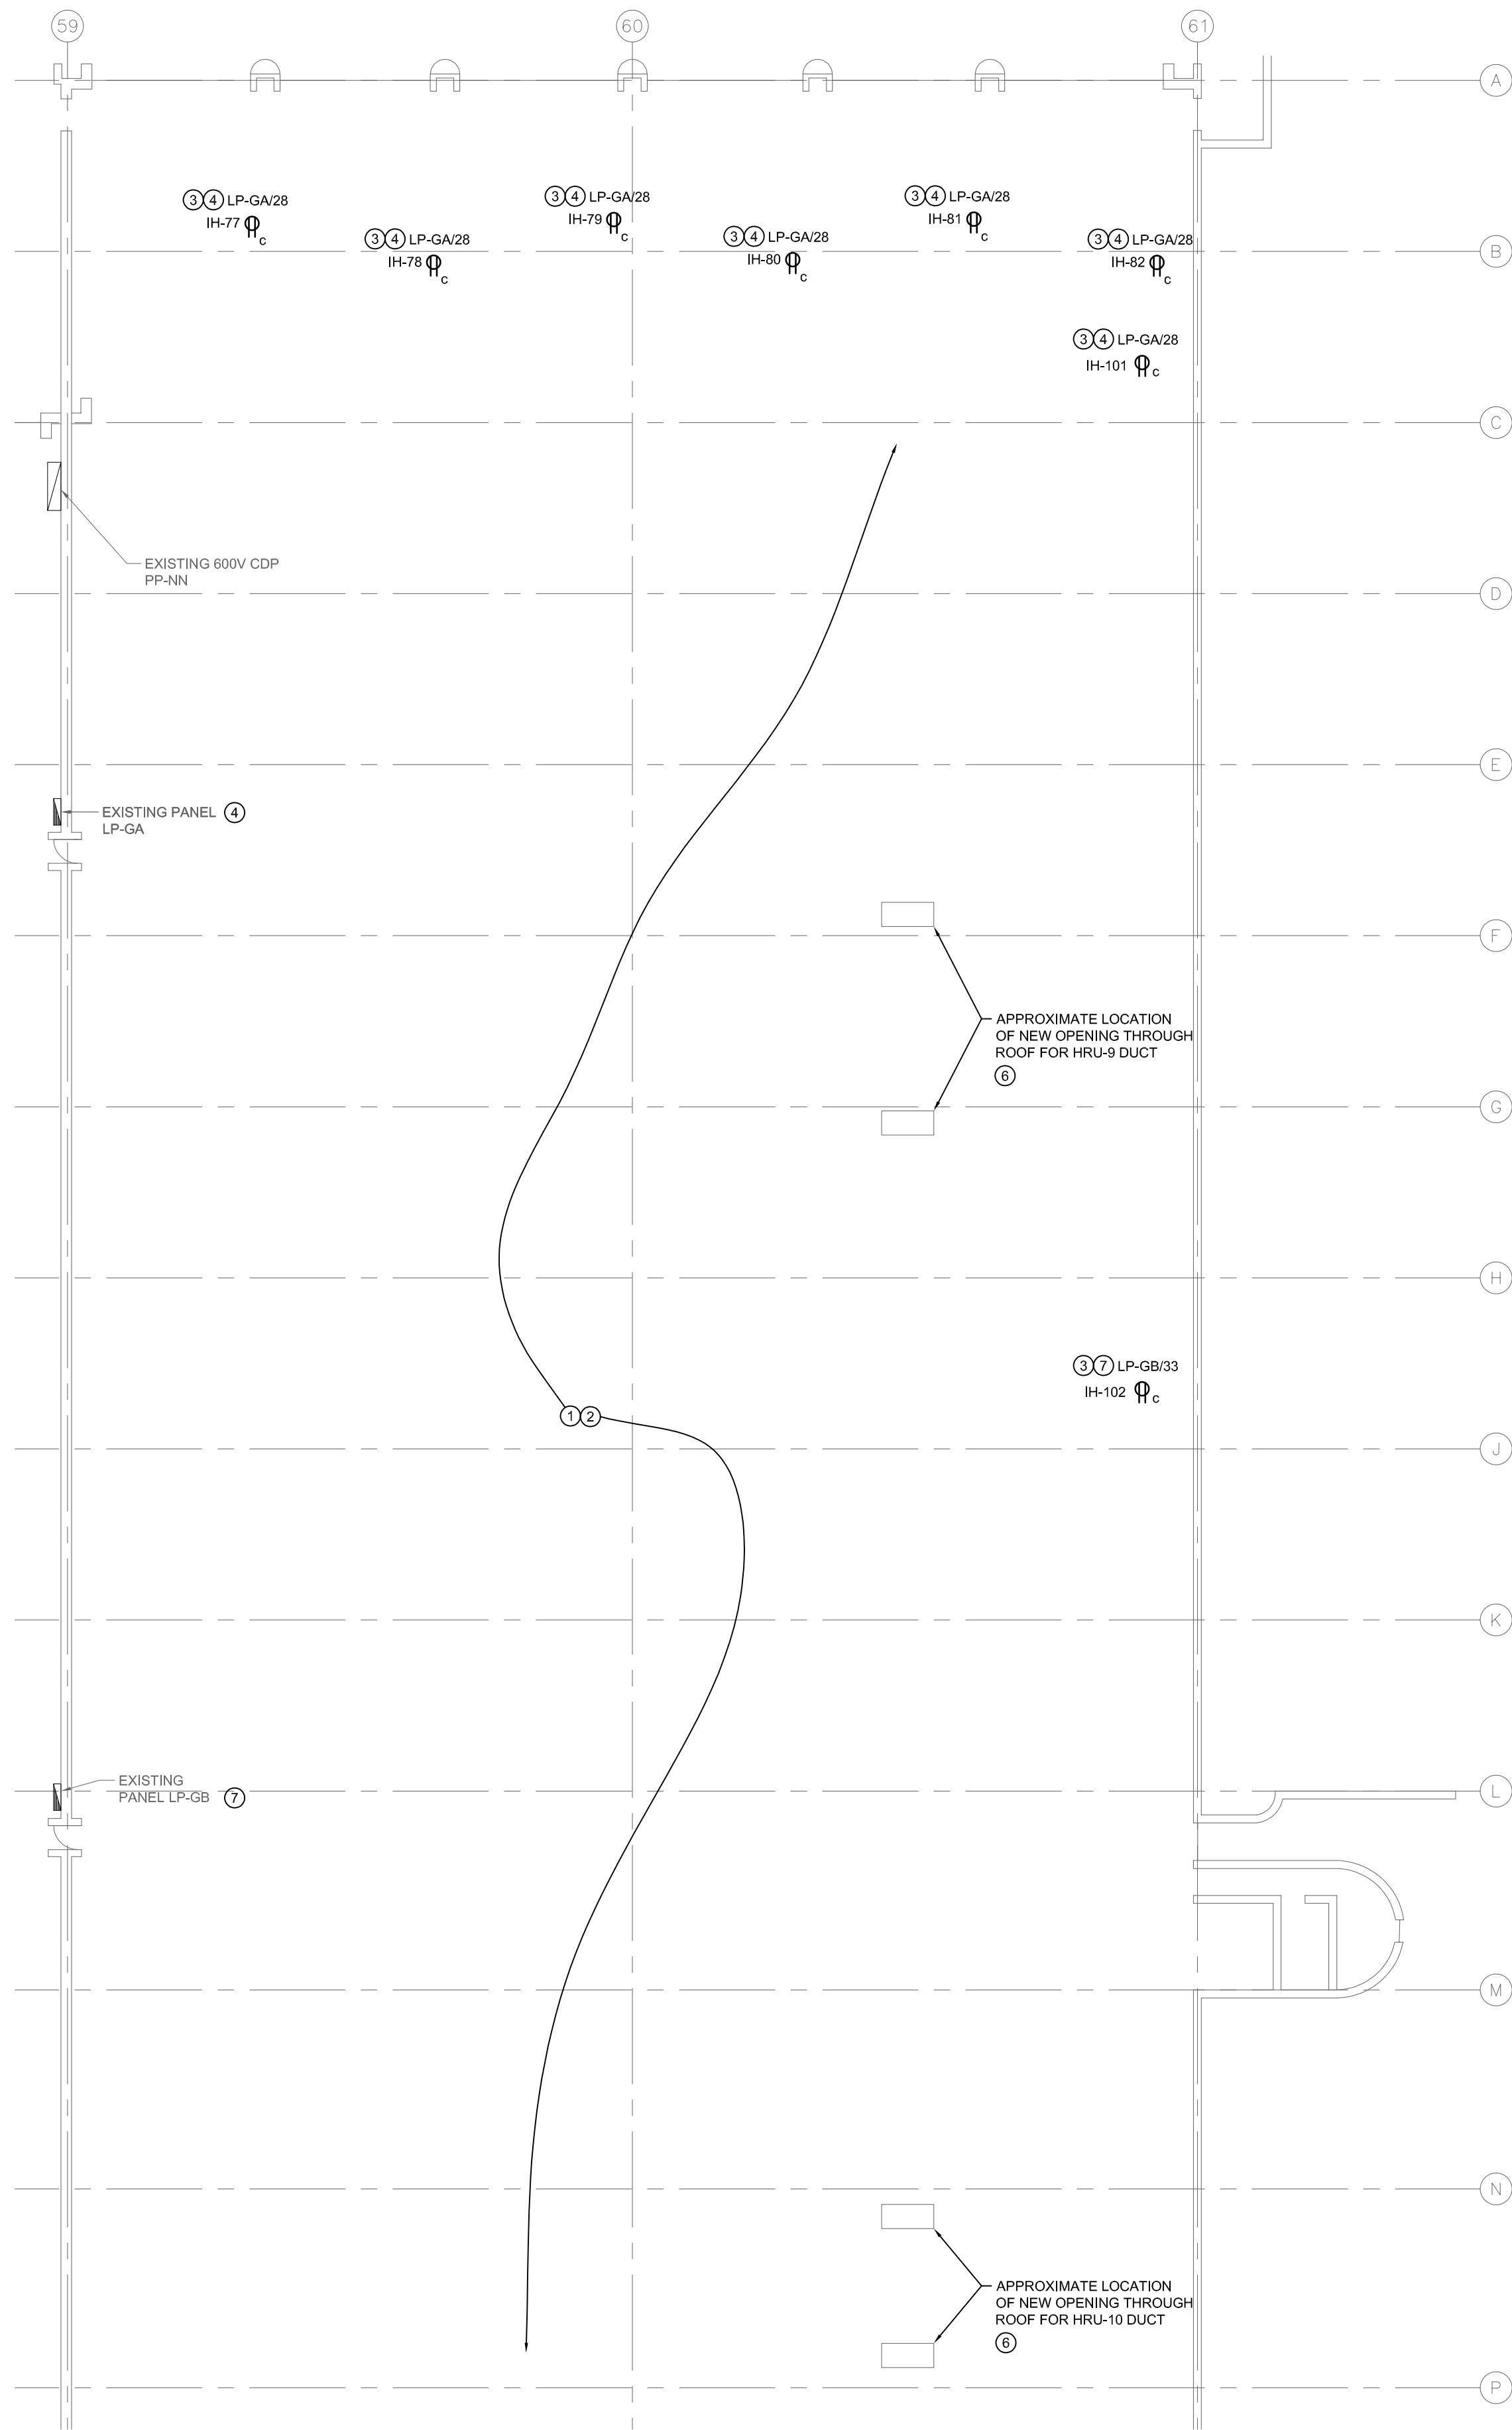 59
60
61
A
3 4 LP-GA/28
IH-77 c
3 4 LP-GA/28
IH-79 c
3 4 LP-GA/28
IH-81 c
3 4 LP-GA/28
IH-78 c
3 4 LP-GA/28
IH-80 c
3 4 LP-GA/28
IH-82 c
B
3 4 LP-GA/28
IH-101 c
C
EXISTING 600V CDP
PP-NN
D
E
EXISTING PANEL 4
LP-GA
F
APPROXIMATE LOCATION
OF NEW OPENING THROUGH
ROOF FOR HRU-9 DUCT
6
G
H
3 7 LP-GB/33
IH-102 c
1 2
J
K
EXISTING
PANEL LP-GB 7
L
M
N
APPROXIMATE LOCATION
OF NEW OPENING THROUGH
ROOF FOR HRU-10 DUCT
6
P